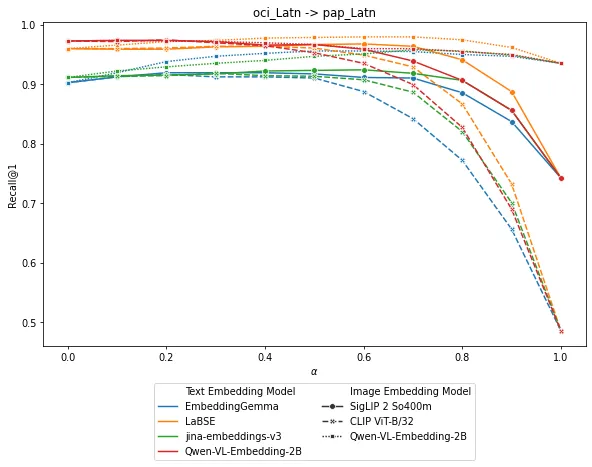 oci_Latn -> pap_Latn
1.0
0.9
0.8
0.7
0.6
0.5
Recall@1
0.0 0.2 0.4 0.6 0.8 1.0
α
Text Embedding Model Image Embedding Model
EmbeddingGemma SigLIP 2 So400m
LaBSE CLIP ViT-B/32
jina-embeddings-v3 Qwen-VL-Embedding-2B
Qwen-VL-Embedding-2B